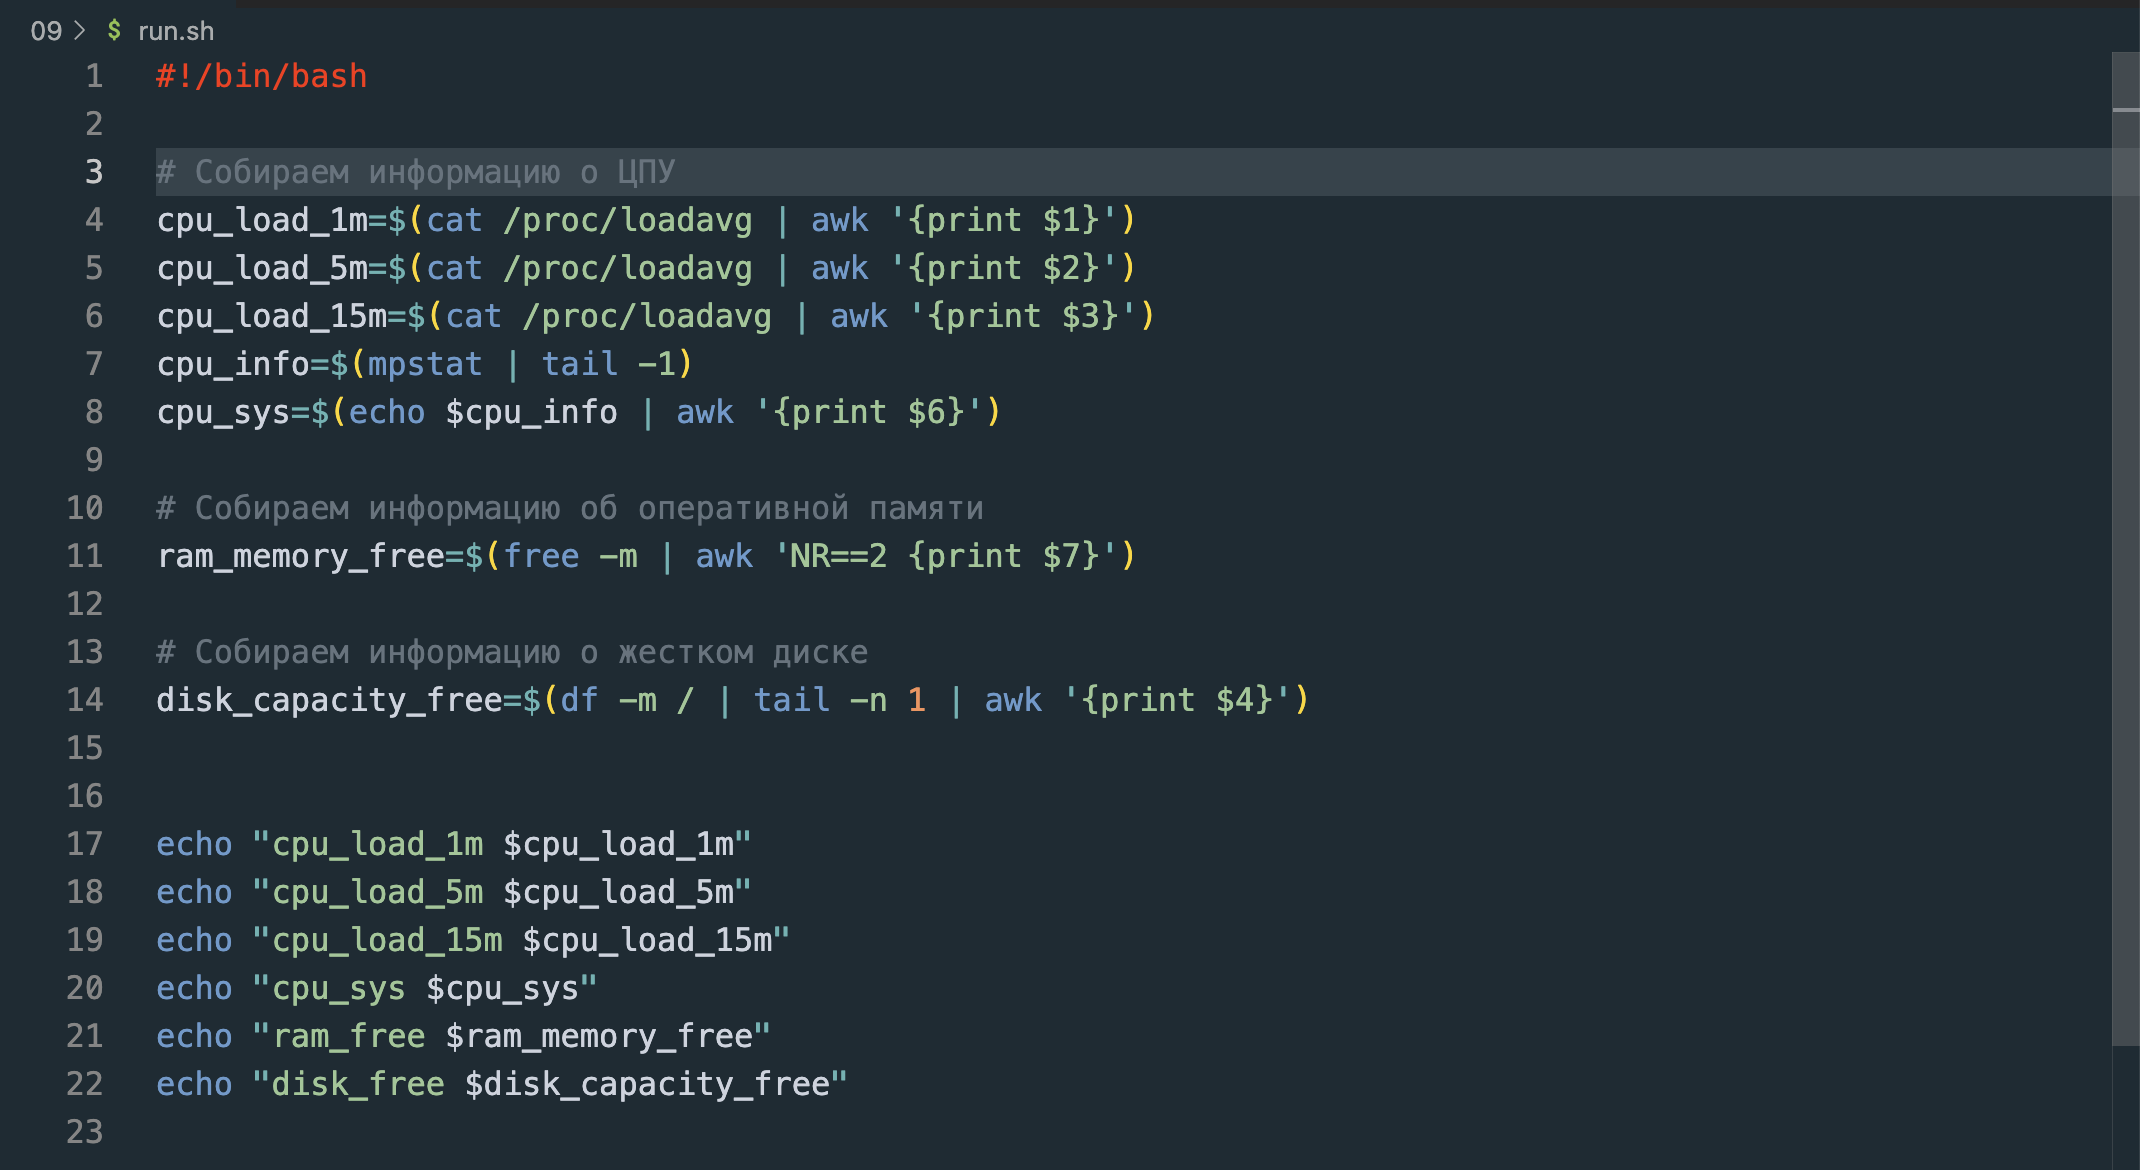 09 > $ run.sh
1 #!/bin/bash
2
3 # Собираем информацию о ЦПУ
4 cpu_load_1m=$(cat /proc/loadavg | awk '{print $1}')
5 cpu_load_5m=$(cat /proc/loadavg | awk '{print $2}')
6 cpu_load_15m=$(cat /proc/loadavg | awk '{print $3}')
7 cpu_info=$(mpstat | tail -1)
8 cpu_sys=$(echo $cpu_info | awk '{print $6}')
9
10 # Собираем информацию об оперативной памяти
11 ram_memory_free=$(free -m | awk 'NR==2 {print $7}')
12
13 # Собираем информацию о жестком диске
14 disk_capacity_free=$(df -m / | tail -n 1 | awk '{print $4}')
15
16
17 echo "cpu_load_1m $cpu_load_1m"
18 echo "cpu_load_5m $cpu_load_5m"
19 echo "cpu_load_15m $cpu_load_15m"
20 echo "cpu_sys $cpu_sys"
21 echo "ram_free $ram_memory_free"
22 echo "disk_free $disk_capacity_free"
23